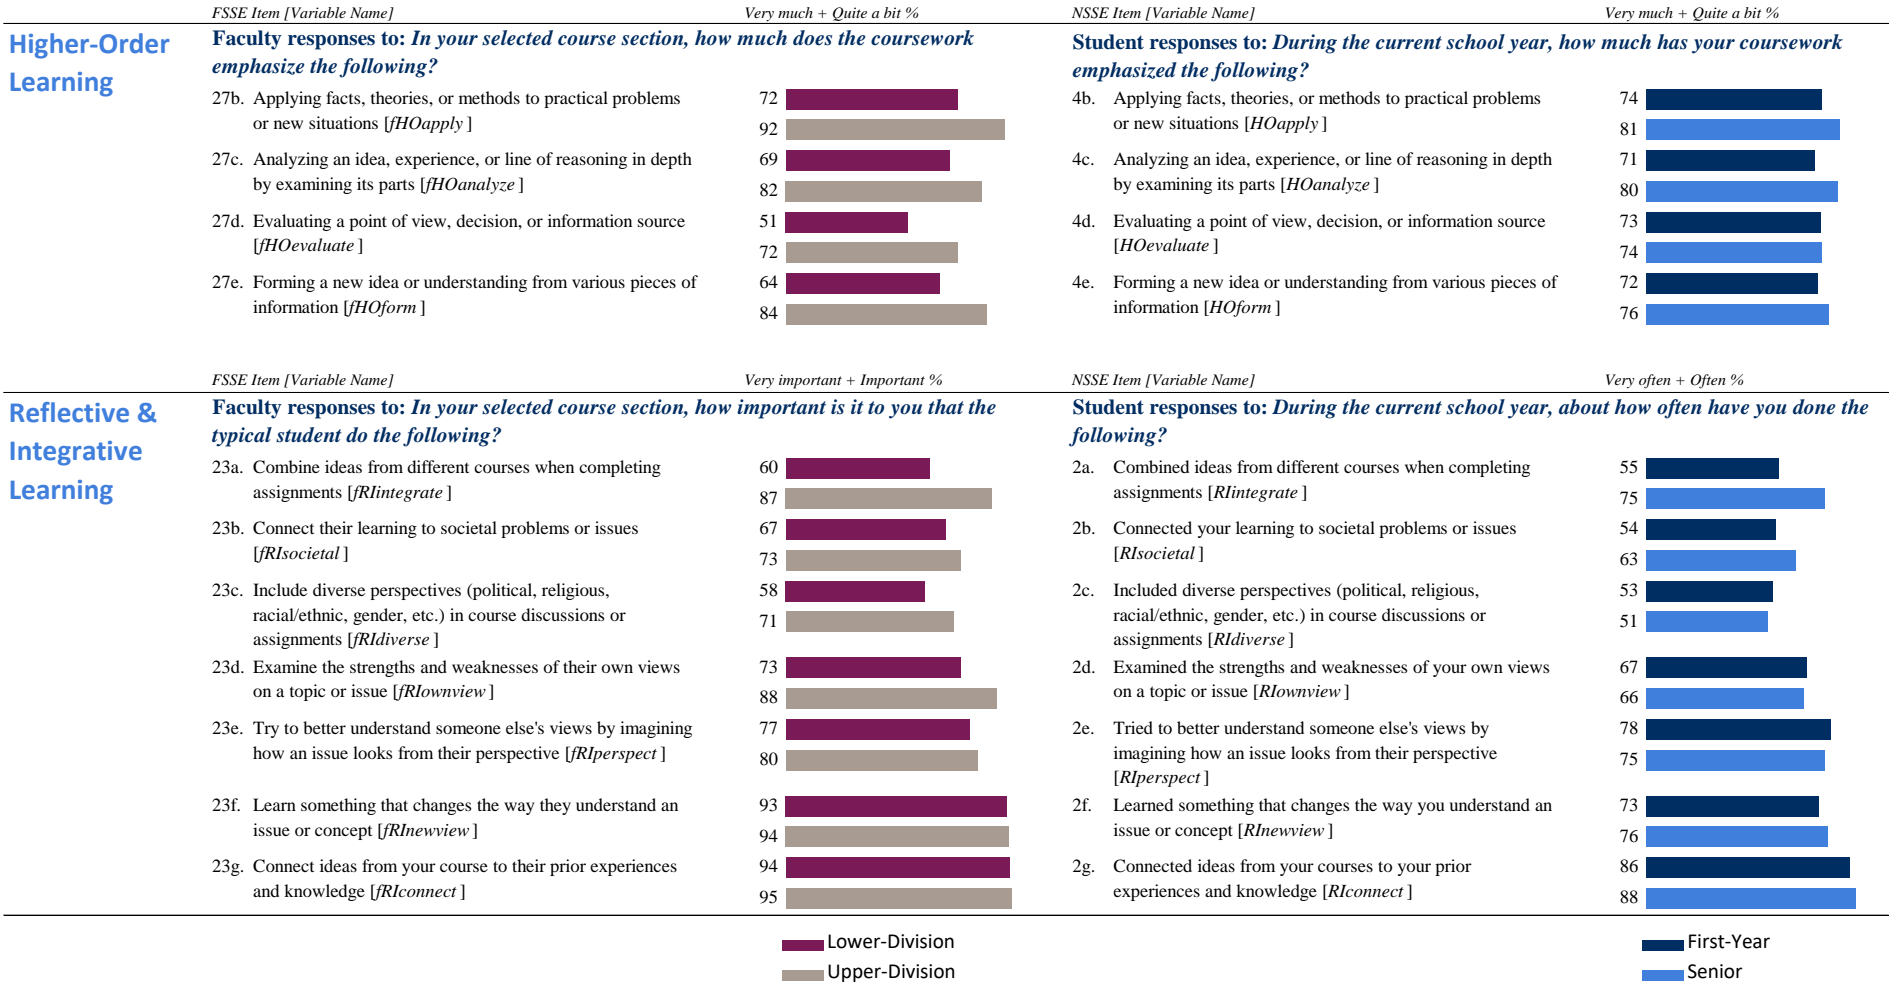 FSSE Item [Variable Name]
Very much + Quite a bit %
NSSE Item [Variable Name]
Very much + Quite a bit %
Higher-Order
Learning
Faculty responses to: In your selected course section, how much does the coursework
emphasize the following?
Student responses to: During the current school year, how much has your coursework
emphasized the following?
27b. Applying facts, theories, or methods to practical problems
or new situations [fHOapply ]
72
92
4b. Applying facts, theories, or methods to practical problems
or new situations [HOapply ]
74
81
27c. Analyzing an idea, experience, or line of reasoning in depth
by examining its parts [fHOanalyze ]
69
82
4c. Analyzing an idea, experience, or line of reasoning in depth
by examining its parts [HOanalyze ]
71
80
27d. Evaluating a point of view, decision, or information source
[fHOevaluate ]
51
72
4d. Evaluating a point of view, decision, or information source
[HOevaluate ]
73
74
27e. Forming a new idea or understanding from various pieces of
information [fHOform ]
64
84
4e. Forming a new idea or understanding from various pieces of
information [HOform ]
72
76
FSSE Item [Variable Name]
Very important + Important %
NSSE Item [Variable Name]
Very often + Often %
Reflective &
Integrative
Learning
Faculty responses to: In your selected course section, how important is it to you that the
typical student do the following?
Student responses to: During the current school year, about how often have you done the
following?
23a. Combine ideas from different courses when completing
assignments [fRIintegrate ]
60
87
2a. Combined ideas from different courses when completing
assignments [RIintegrate ]
55
75
23b. Connect their learning to societal problems or issues
[fRIsocietal ]
67
73
2b. Connected your learning to societal problems or issues
[RIsocietal ]
54
63
23c. Include diverse perspectives (political, religious,
racial/ethnic, gender, etc.) in course discussions or
assignments [fRIdiverse ]
58
71
2c. Included diverse perspectives (political, religious,
racial/ethnic, gender, etc.) in course discussions or
assignments [RIdiverse ]
53
51
23d. Examine the strengths and weaknesses of their own views
on a topic or issue [fRIownview ]
73
88
2d. Examined the strengths and weaknesses of your own views
on a topic or issue [RIownview ]
67
66
23e. Try to better understand someone else's views by imagining
how an issue looks from their perspective [fRIperspect ]
77
80
2e. Tried to better understand someone else's views by
imagining how an issue looks from their perspective
[RIperspect ]
78
75
23f. Learn something that changes the way they understand an
issue or concept [fRInewview ]
93
94
2f. Learned something that changes the way you understand an
issue or concept [RInewview ]
73
76
23g. Connect ideas from your course to their prior experiences
and knowledge [fRIconnect ]
94
95
2g. Connected ideas from your courses to your prior
experiences and knowledge [RIconnect ]
86
88
Lower-Division
Upper-Division
First-Year
Senior